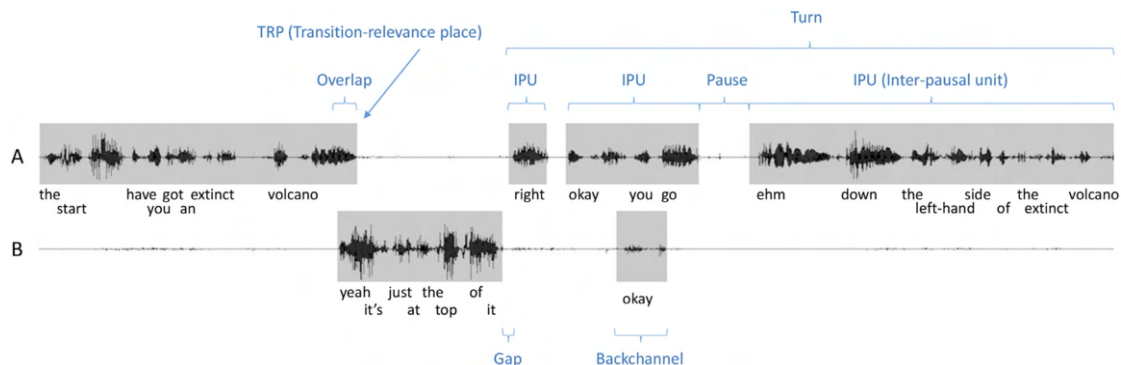 Turn
TRP (Transition-relevance place)
Overlap IPU IPU Pause IPU (Inter-pausal unit)
A
the have got extinct volcano right okay you go ehm down the side the volcano
start you an left-hand of extinct
B
yeah just the of
it's at top it
okay
Gap Backchannel